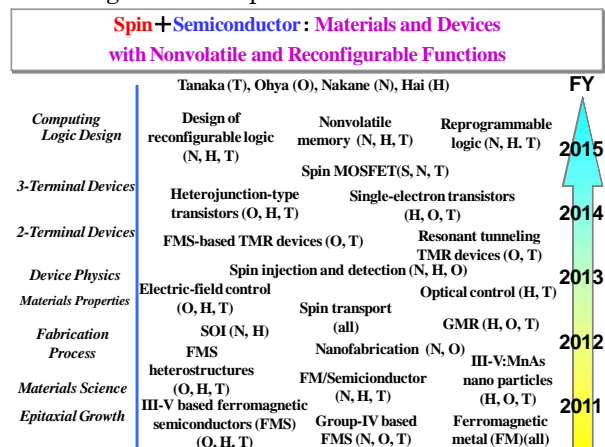 Spin+Semiconductor: Materials and Devices
with Nonvolatile and Reconfigurable Functions
Tanaka (T), Ohya (O), Nakane (N), Hai (H)
FY
Computing
Logic Design
Design of
reconfigurable logic
(N, H, T)
Nonvolatile
memory (N, H, T)
Reprogrammable
logic (N, H. T)
2015
Spin MOSFET(S, N, T)
3-Terminal Devices
Heterojunction-type
transistors (O, H, T)
Single-electron transistors
(H, O, T)
2014
2-Terminal Devices
FMS-based TMR devices (O, T)
Resonant tunneling
TMR devices (O, T)
Device Physics
Spin injection and detection (N, H, O)
2013
Materials Properties
Electric-field control
(O, H, T)
Spin transport
(all)
Optical control (H, T)
Fabrication
Process
SOI (N, H)
GMR (H, O, T)
2012
FMS
heterostructures
(O, H, T)
Nanofabrication (N, O)
III-V:MnAs
nano particles
(H, O, T)
Materials Science
FM/Semiconductor
(N, H, T)
2011
Epitaxial Growth
III-V based ferromagnetic
semiconductors (FMS)
(O, H, T)
Group-IV based
FMS (N, O, T)
Ferromagnetic
metal (FM)(all)